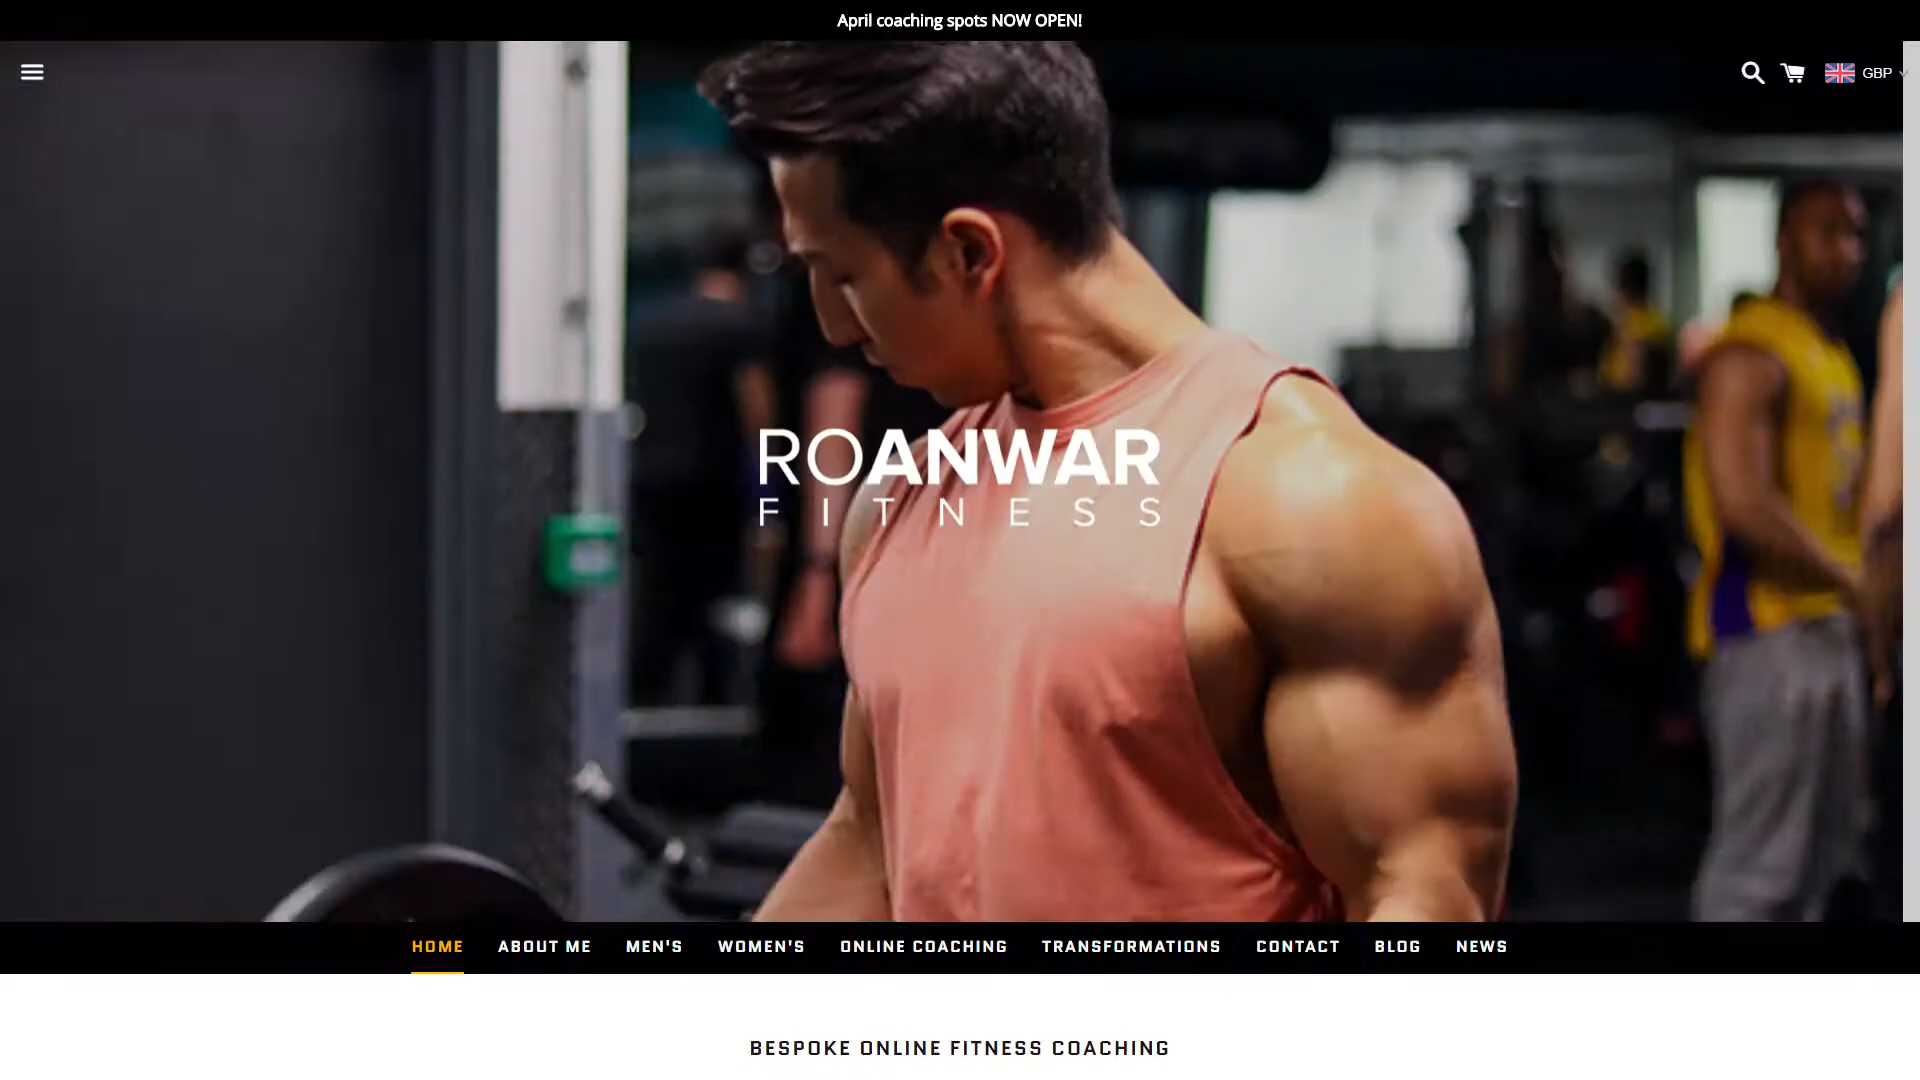 April coaching spots NOW OPEN!
GBP
ROANWAR
FITNESS
HOME ABOUT ME MEN'S WOMEN'S ONLINE COACHING TRANSFORMATIONS CONTACT BLOG NEWS
BESPOKE ONLINE FITNESS COACHING